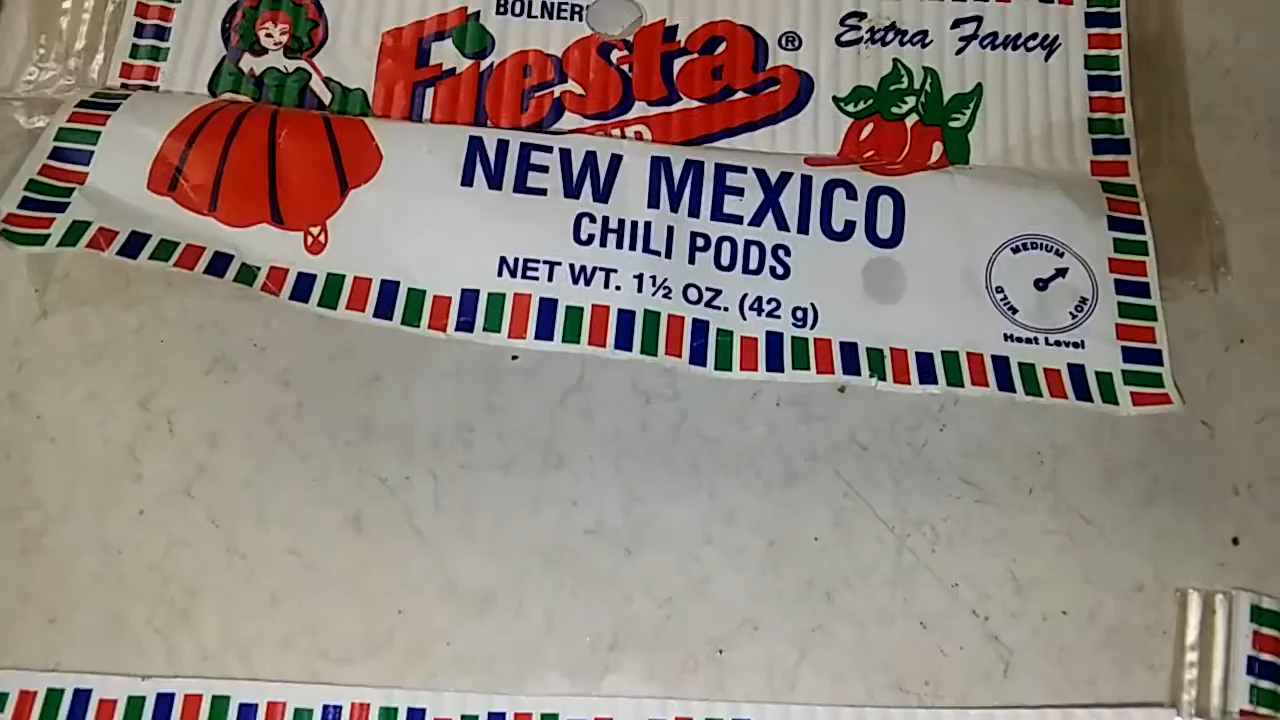 BOLNER
Fiesta®
Extra Fancy
NEW MEXICO
CHILI PODS
NET WT. 1½ OZ. (42 g)
MEDIUM
MILD
HOT
Heat Level